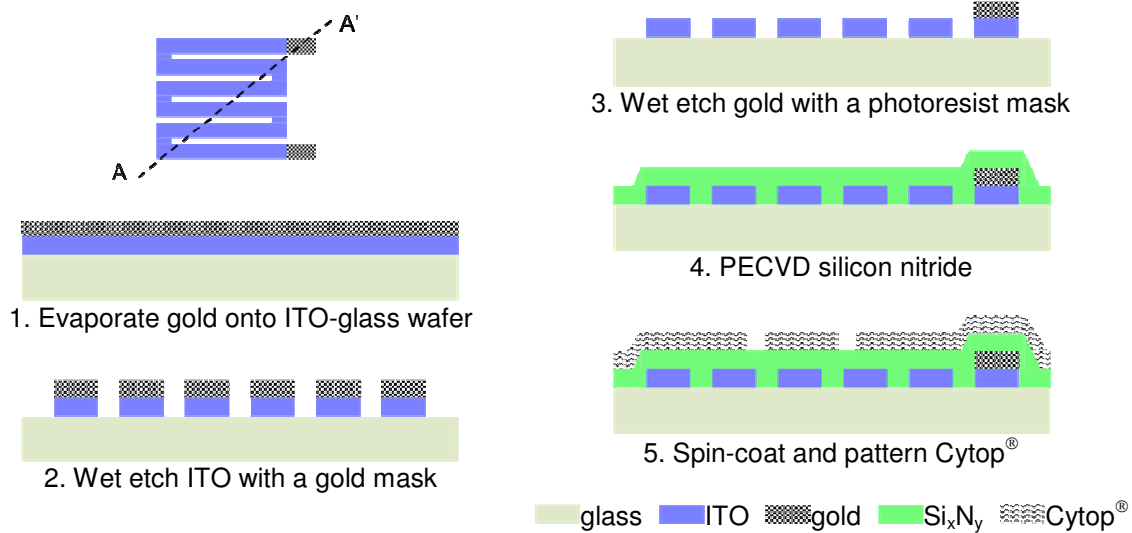 A'
A
1. Evaporate gold onto ITO-glass wafer
2. Wet etch ITO with a gold mask
3. Wet etch gold with a photoresist mask
4. PECVD silicon nitride
5. Spin-coat and pattern Cytop®
glass ITO gold SixNy Cytop®